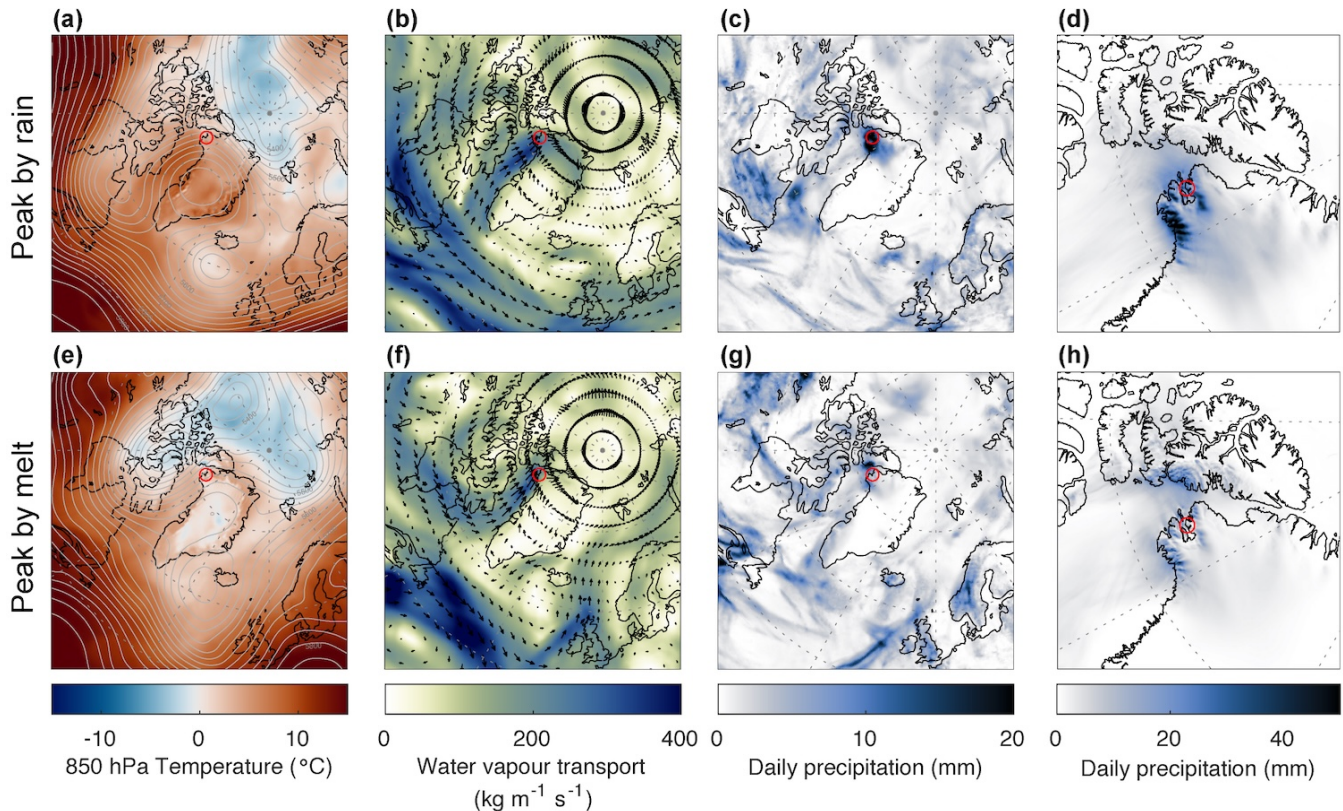 (a) (b) (c) (d)
Peak by rain
(e) (f) (g) (h)
Peak by melt
-10 0 10 0 200 400 0 10 20 0 20 40
850 hPa Temperature (°C) Water vapour transport Daily precipitation (mm) Daily precipitation (mm)
(kg m⁻¹ s⁻¹)